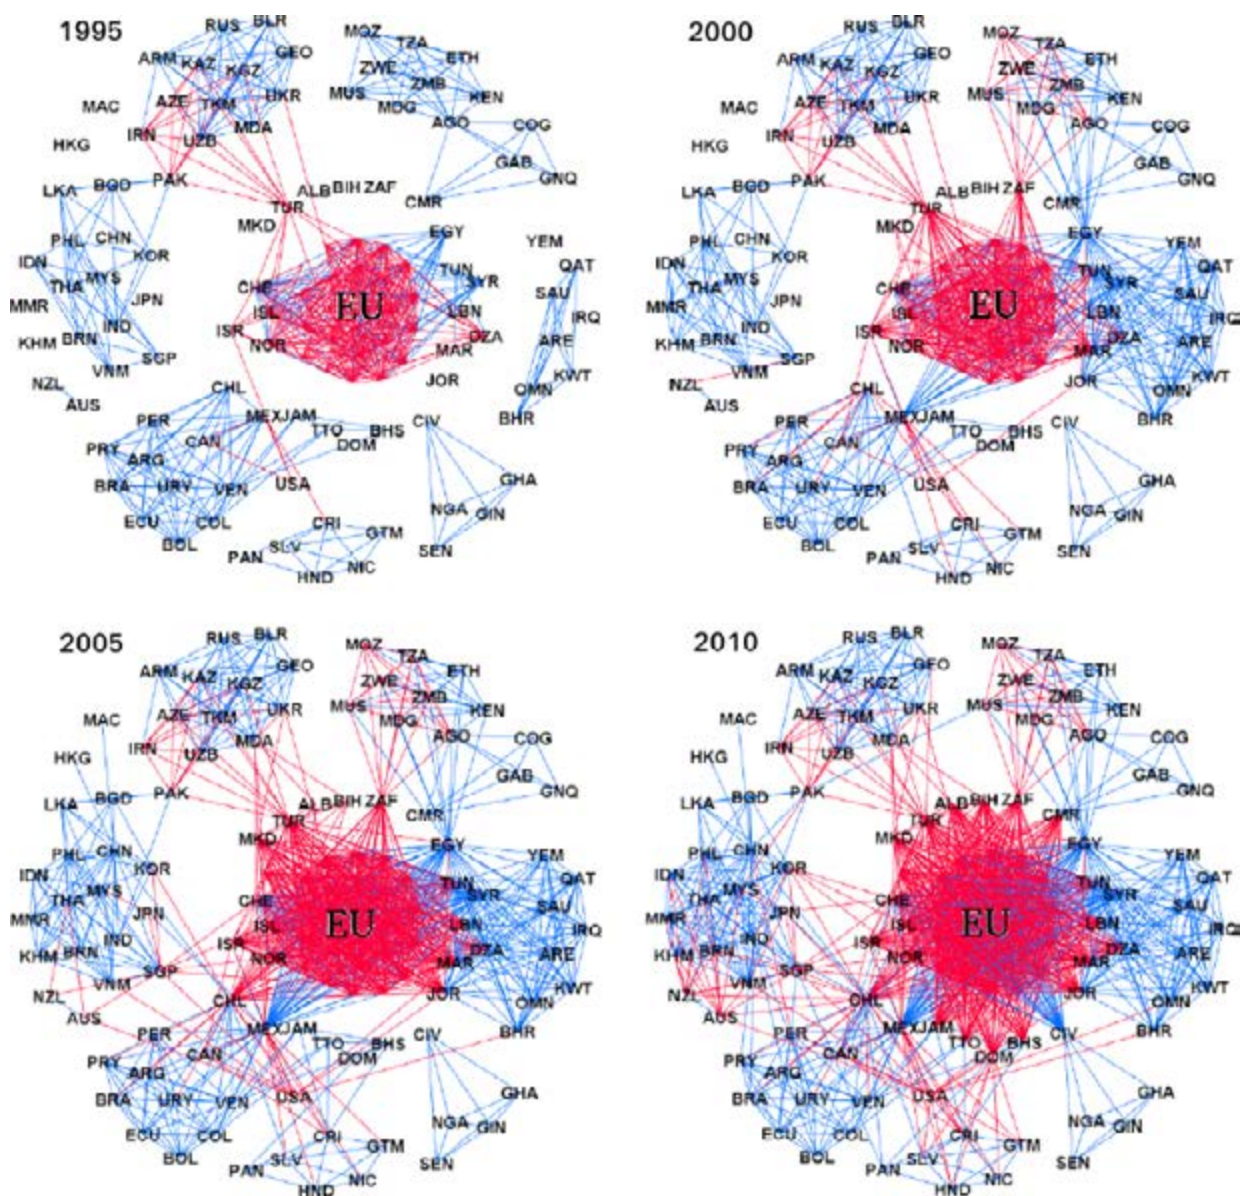 1995
RUS BLR
ARM KAZ KGZ GEO
AZE TKM UKR
MAC
IRN UZB MDA
HKG
PAK
MOZ TZA ETH
ZWE ZMB
MUS MDG KEN
AGO COG
GAB GNQ
CMR
LKA BGD
PHL CHN KOR
IDN THA MYS
MMR JPN
KHM BRN IND
VNM SGP
NZL AUS
ALB BIH ZAF
TUR
MKD
EGY
CHE TUN SYR
ISL EU LBN
ISR NOR DZA
MAR
JOR
YEM QAT
SAU IRQ
ARE KWT
OMN
BHR
CHL
PER MEX JAM
PRY CAN TTO BHS
ARG DOM
BRA URY VEN USA
ECU COL
BOL
CIV
GHA
NGA GIN
SEN
CRI GTM
PAN SLV
HND NIC
2000
RUS BLR
ARM KAZ KGZ GEO
AZE TKM UKR
MAC
IRN UZB MDA
HKG
PAK
MOZ TZA ETH
ZWE ZMB
MUS MDG KEN
AGO COG
GAB GNQ
CMR
LKA BGD
PHL CHN KOR
IDN THA MYS
MMR JPN
KHM BRN IND
VNM SGP
NZL AUS
ALB BIH ZAF
TUR
MKD
EGY
CHE TUN SYR
ISL EU LBN
ISR NOR DZA
MAR
JOR
YEM QAT
SAU IRQ
ARE KWT
OMN
BHR
CHL
PER MEX JAM
PRY CAN TTO BHS
ARG DOM
BRA URY VEN USA
ECU COL
BOL
CIV
GHA
NGA GIN
SEN
CRI GTM
PAN SLV
HND NIC
2005
RUS BLR
ARM KAZ KGZ GEO
AZE TKM UKR
MAC
IRN UZB MDA
HKG
PAK
MOZ TZA ETH
ZWE ZMB
MUS MDG KEN
AGO COG
GAB GNQ
CMR
LKA BGD
PHL CHN KOR
IDN THA MYS
MMR JPN
KHM BRN IND
VNM SGP
NZL AUS
ALB BIH ZAF
TUR
MKD
EGY
CHE TUN SYR
ISL EU LBN
ISR NOR DZA
MAR
JOR
YEM QAT
SAU IRQ
ARE KWT
OMN
BHR
CHL
PER MEX JAM
PRY CAN TTO BHS
ARG DOM
BRA URY VEN USA
ECU COL
BOL
CIV
GHA
NGA GIN
SEN
CRI GTM
PAN SLV
HND NIC
2010
RUS BLR
ARM KAZ KGZ GEO
AZE TKM UKR
MAC
IRN UZB MDA
HKG
PAK
MOZ TZA ETH
ZWE ZMB
MUS MDG KEN
AGO COG
GAB GNQ
CMR
LKA BGD
PHL CHN KOR
IDN THA MYS
MMR JPN
KHM BRN IND
VNM SGP
NZL AUS
ALB BIH ZAF
TUR
MKD
EGY
CHE TUN SYR
ISL EU LBN
ISR NOR DZA
MAR
JOR
YEM QAT
SAU IRQ
ARE KWT
OMN
BHR
CHL
PER MEX JAM
PRY CAN TTO BHS
ARG DOM
BRA URY VEN USA
ECU COL
BOL
CIV
GHA
NGA GIN
SEN
CRI GTM
PAN SLV
HND NIC